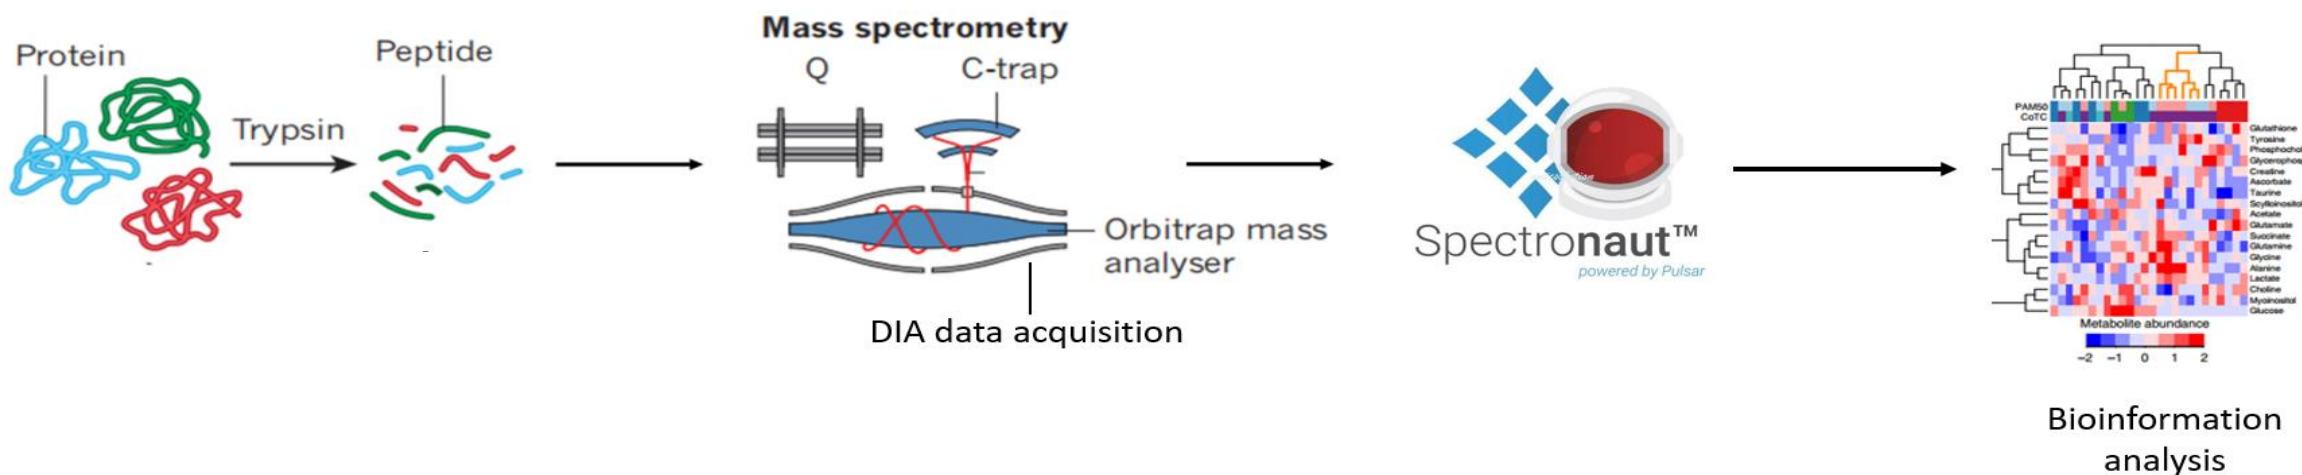 Protein
Trypsin
Peptide
Mass spectrometry
Q
C-trap
Orbitrap mass
analyser
DIA data acquisition
Spectronaut™
powered by Pulsar
PAM50
CoTC
Glutathione
Tyrosine
Creatine
Ascorbate
Taurine
Scylloinositol
Acetate
Glutamate
Succinate
Glutamine
Glycine
Alanine
Lactate
Choline
Myoinositol
Glucose
Metabolite abundance
−2 −1 0 1 2
Bioinformation
analysis